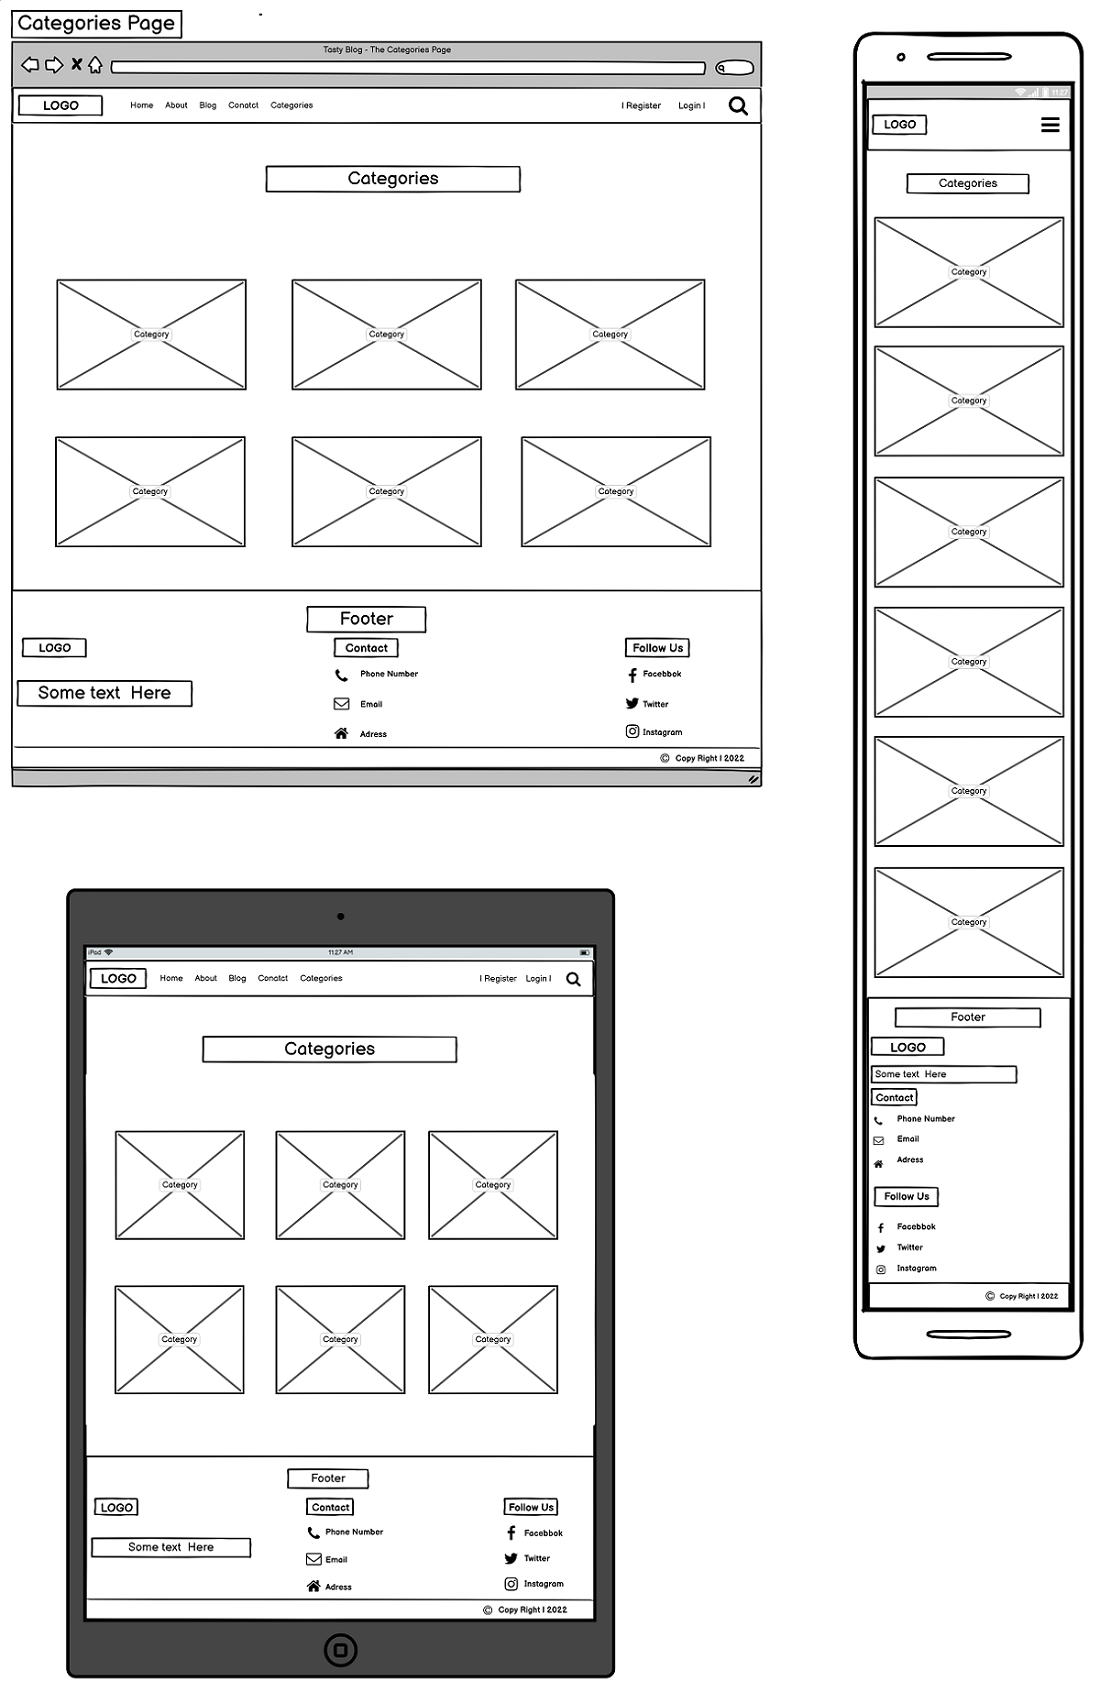 Categories Page
Tasty Blog - The Categories Page
LOGO Home About Blog Conatct Categories I Register Login I
Categories
Category Category Category
Category Category Category
Footer
LOGO Contact Follow Us
Phone Number Facebbok
Some text Here
Email Twitter
Adress Instagram
© Copy Right I 2022
11:27
LOGO
Categories
Category
Category
Category
Category
Category
Category
Footer
LOGO
Some text Here
Contact
Phone Number
Email
Adress
Follow Us
Facebbok
Twitter
Instagram
© Copy Right I 2022
iPad 11:27 AM
LOGO Home About Blog Conatct Categories I Register Login I
Categories
Category Category Category
Category Category Category
Footer
LOGO Contact Follow Us
Phone Number Facebbok
Some text Here
Email Twitter
Adress Instagram
© Copy Right I 2022